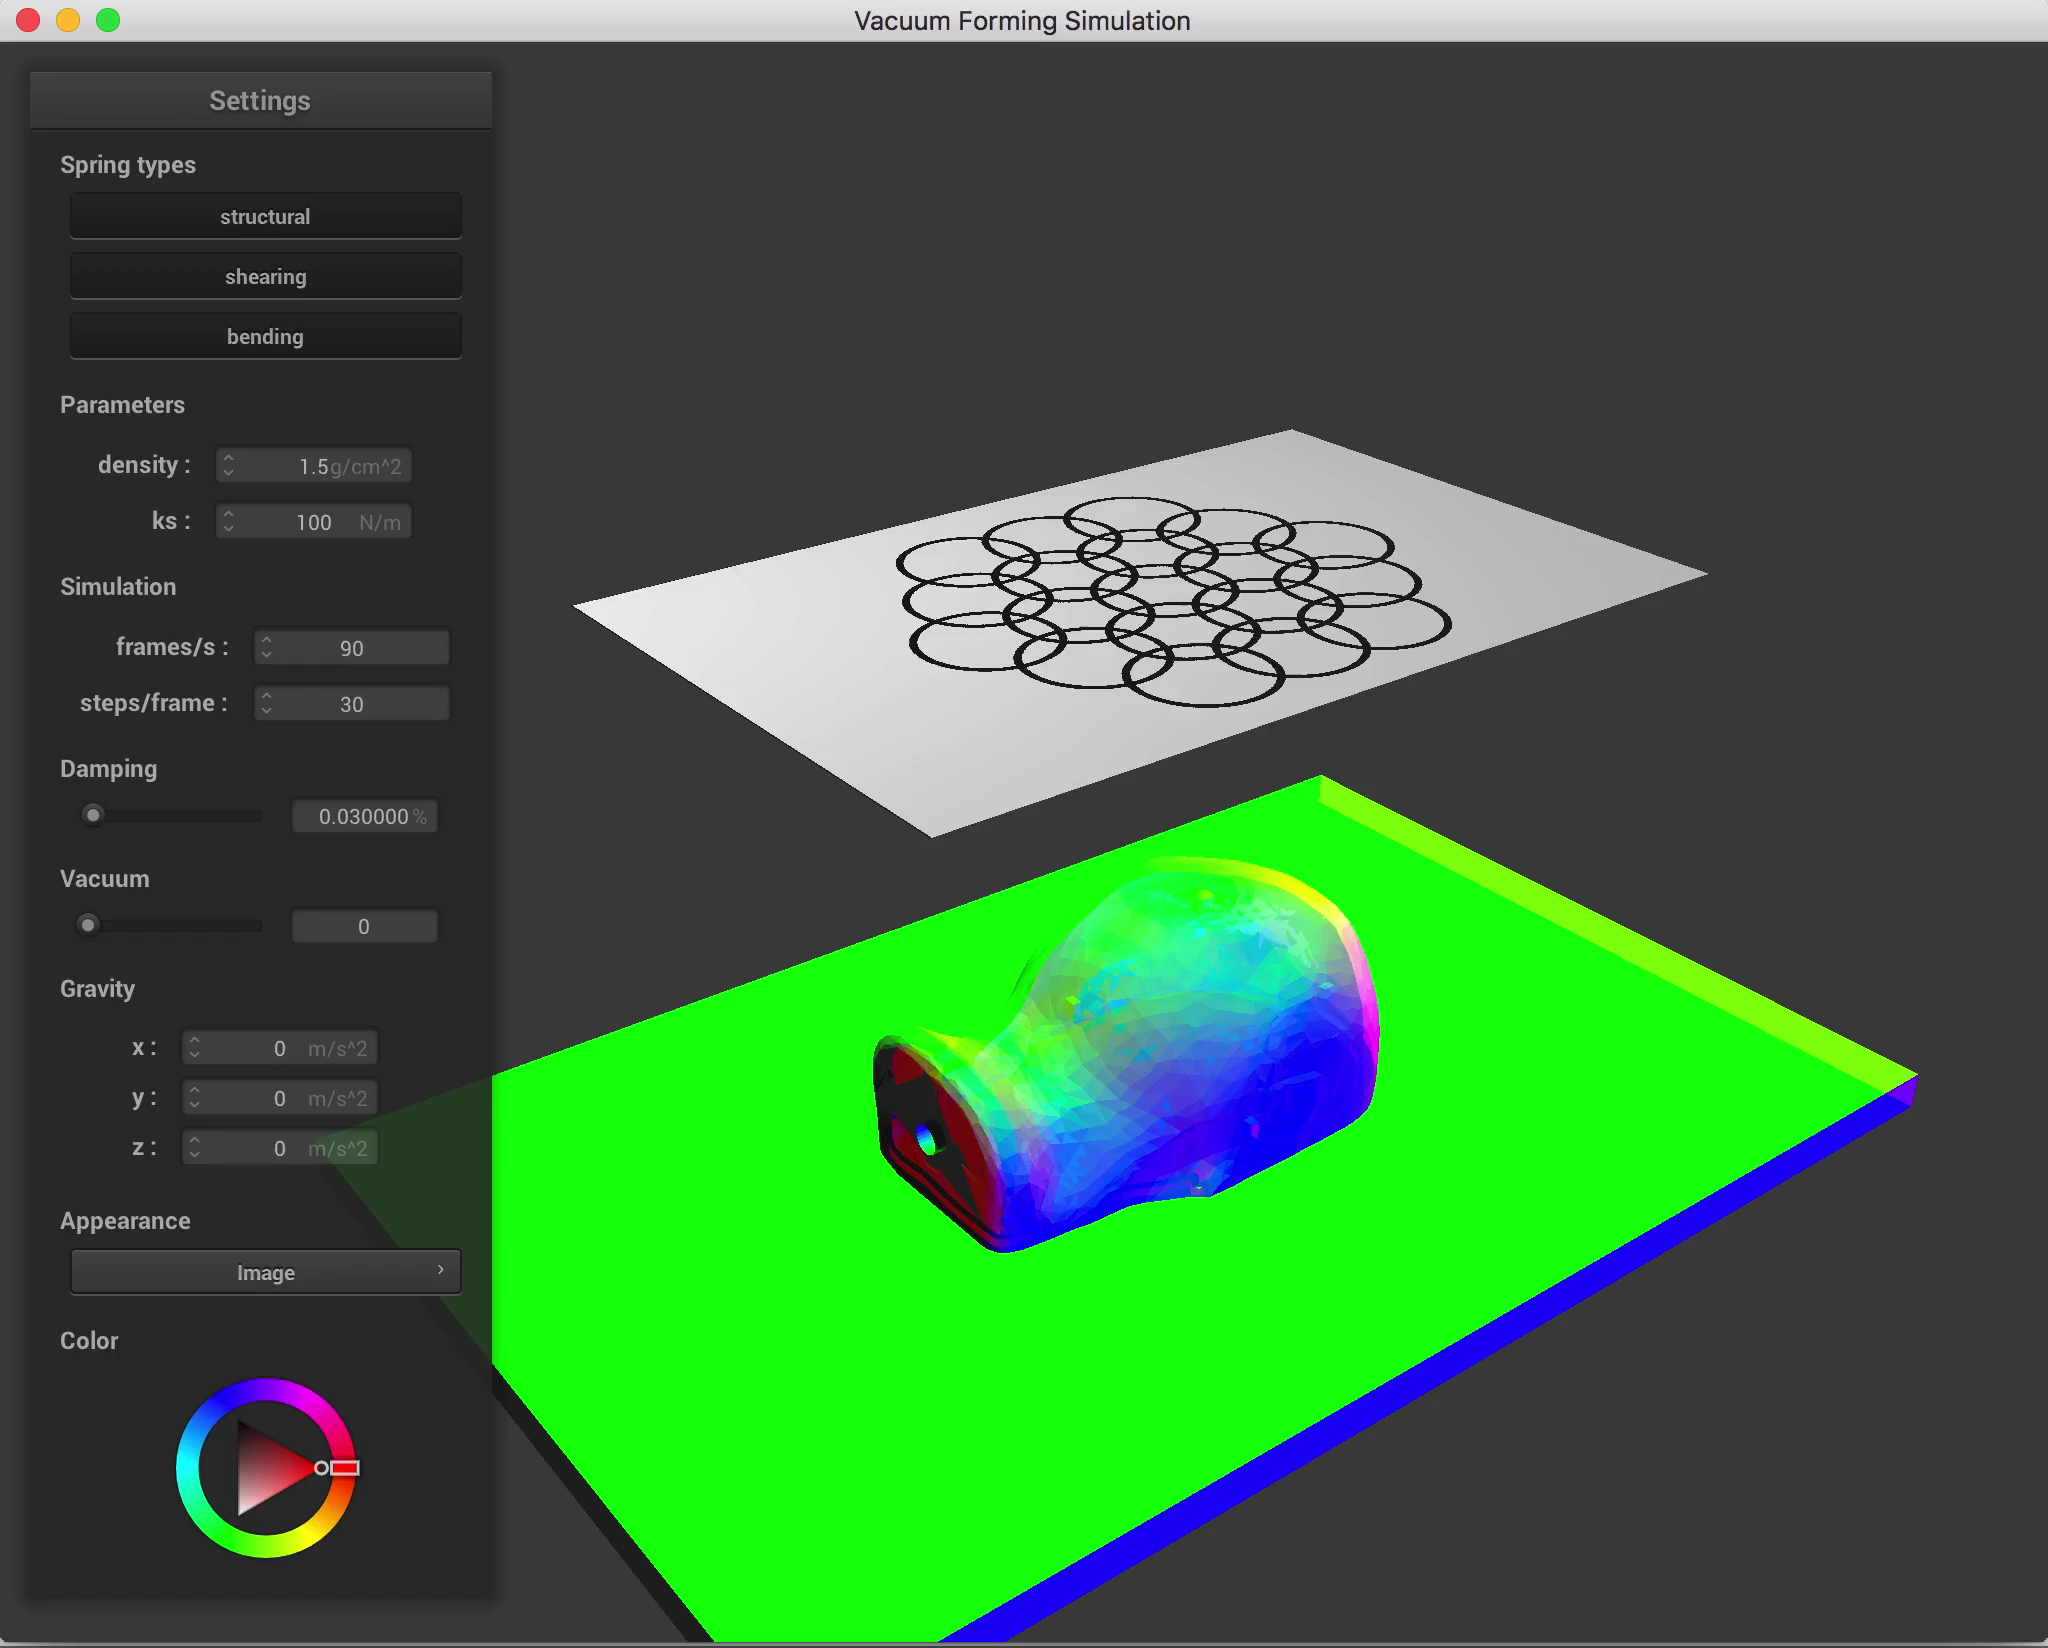 Vacuum Forming Simulation
Settings
Spring types
structural
shearing
bending
Parameters
density : 1.5 g/cm^2
ks : 100 N/m
Simulation
frames/s : 90
steps/frame : 30
Damping
0.030000 %
Vacuum
0
Gravity
x : 0 m/s^2
y : 0 m/s^2
z : 0 m/s^2
Appearance
Image
Color